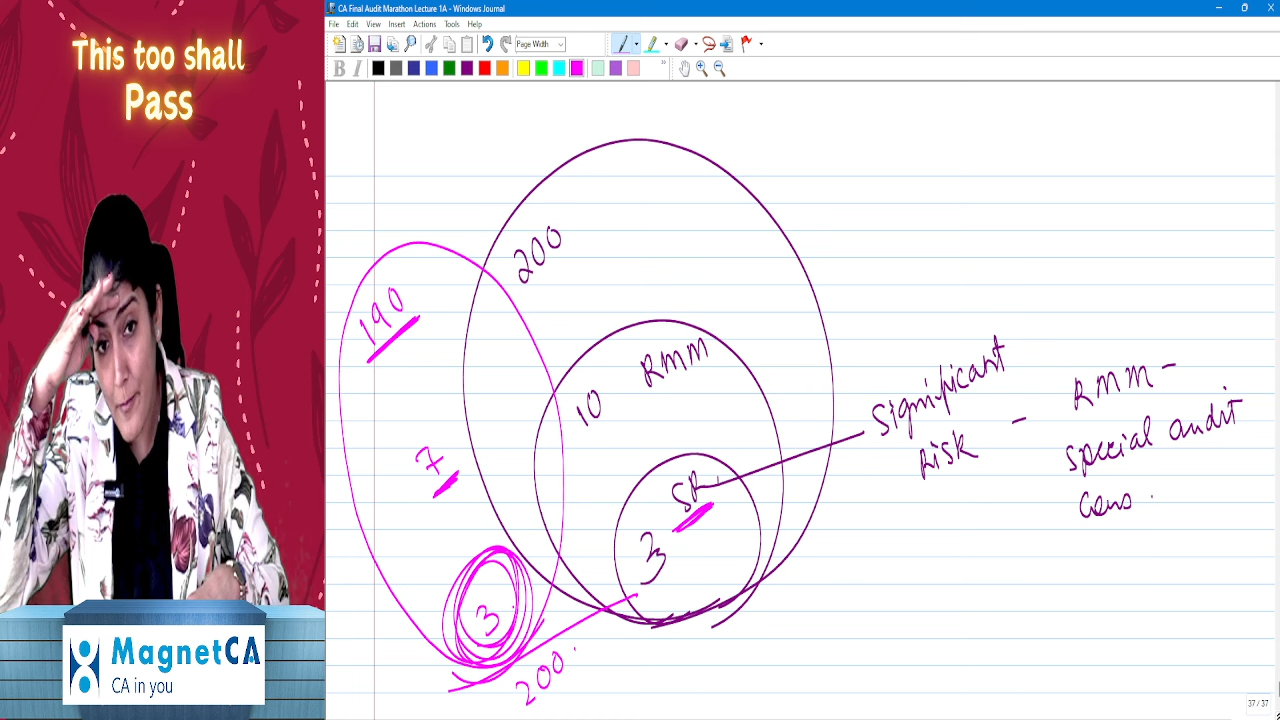 CA Final Audit Marathon Lecture 1A - Windows Journal
File Edit View Insert Actions Tools Help
Page Width
B I
This too shall
Pass
200
190
RMM
10
7
SR
3
3
200
Significant
risk -
RMM -
special audit
Cons
MagnetCA
CA in you
37 / 37